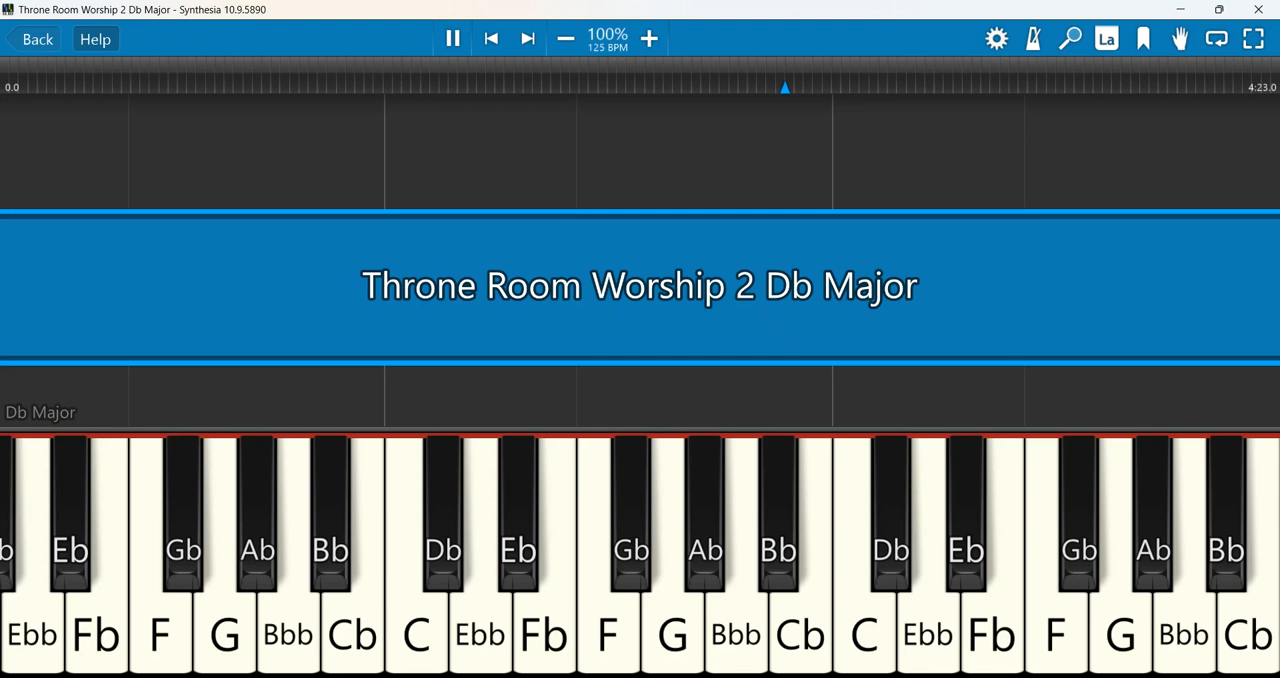 Throne Room Worship 2 Db Major - Synthesia 10.9.5890
Back Help 100% La
125 BPM
0.0 4:23.0
Throne Room Worship 2 Db Major
Db Major
b Eb Gb Ab Bb Db Eb Gb Ab Bb Db Eb Gb Ab Bb
Ebb Fb F G Bbb Cb C Ebb Fb F G Bbb Cb C Ebb Fb F G Bbb Cb